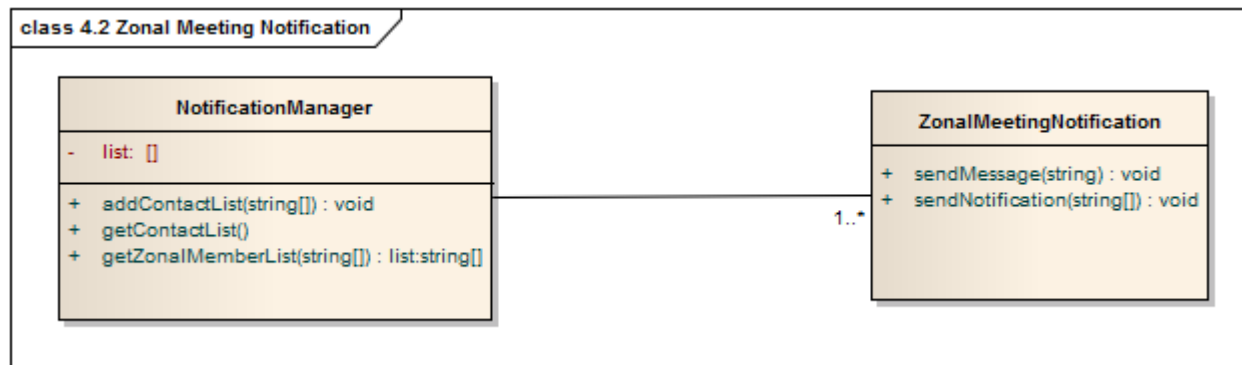 class 4.2 Zonal Meeting Notification
NotificationManager
- list: []
+ addContactList(string[]) : void
+ getContactList()
+ getZonalMemberList(string[]) : list:string[]
1..*
ZonalMeetingNotification
+ sendMessage(string) : void
+ sendNotification(string[]) : void